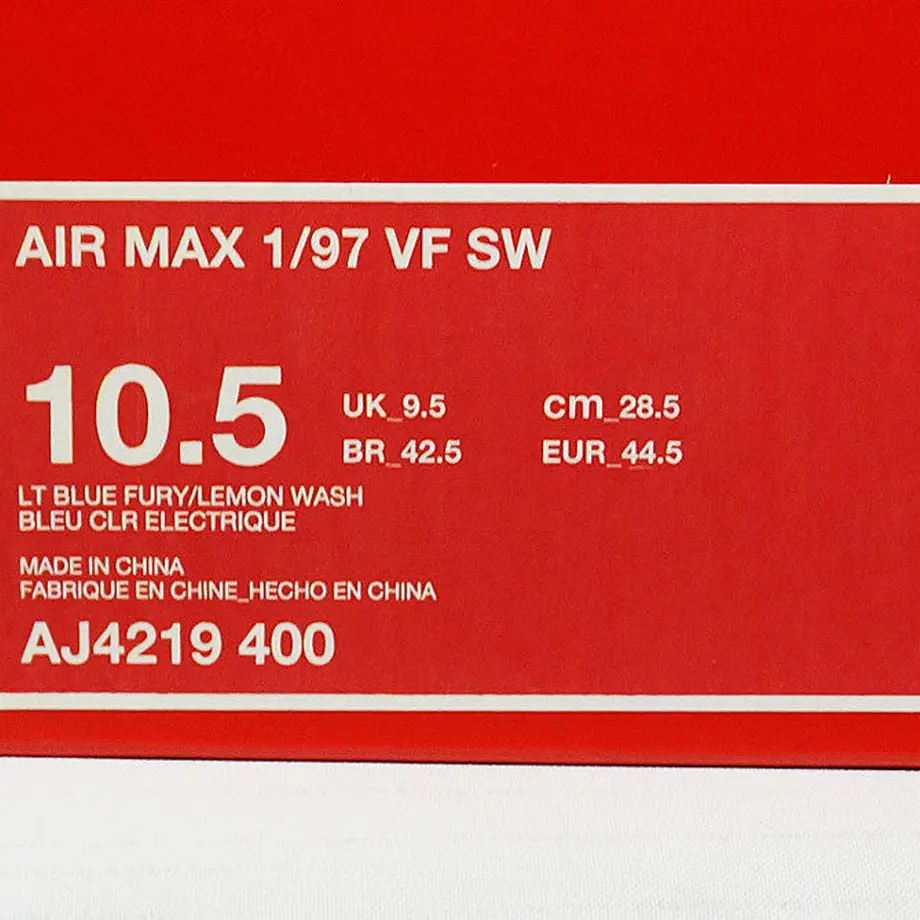 AIR MAX 1/97 VF SW
10.5
UK_9.5 cm_28.5
BR_42.5 EUR_44.5
LT BLUE FURY/LEMON WASH
BLEU CLR ELECTRIQUE
MADE IN CHINA
FABRIQUE EN CHINE_HECHO EN CHINA
AJ4219 400